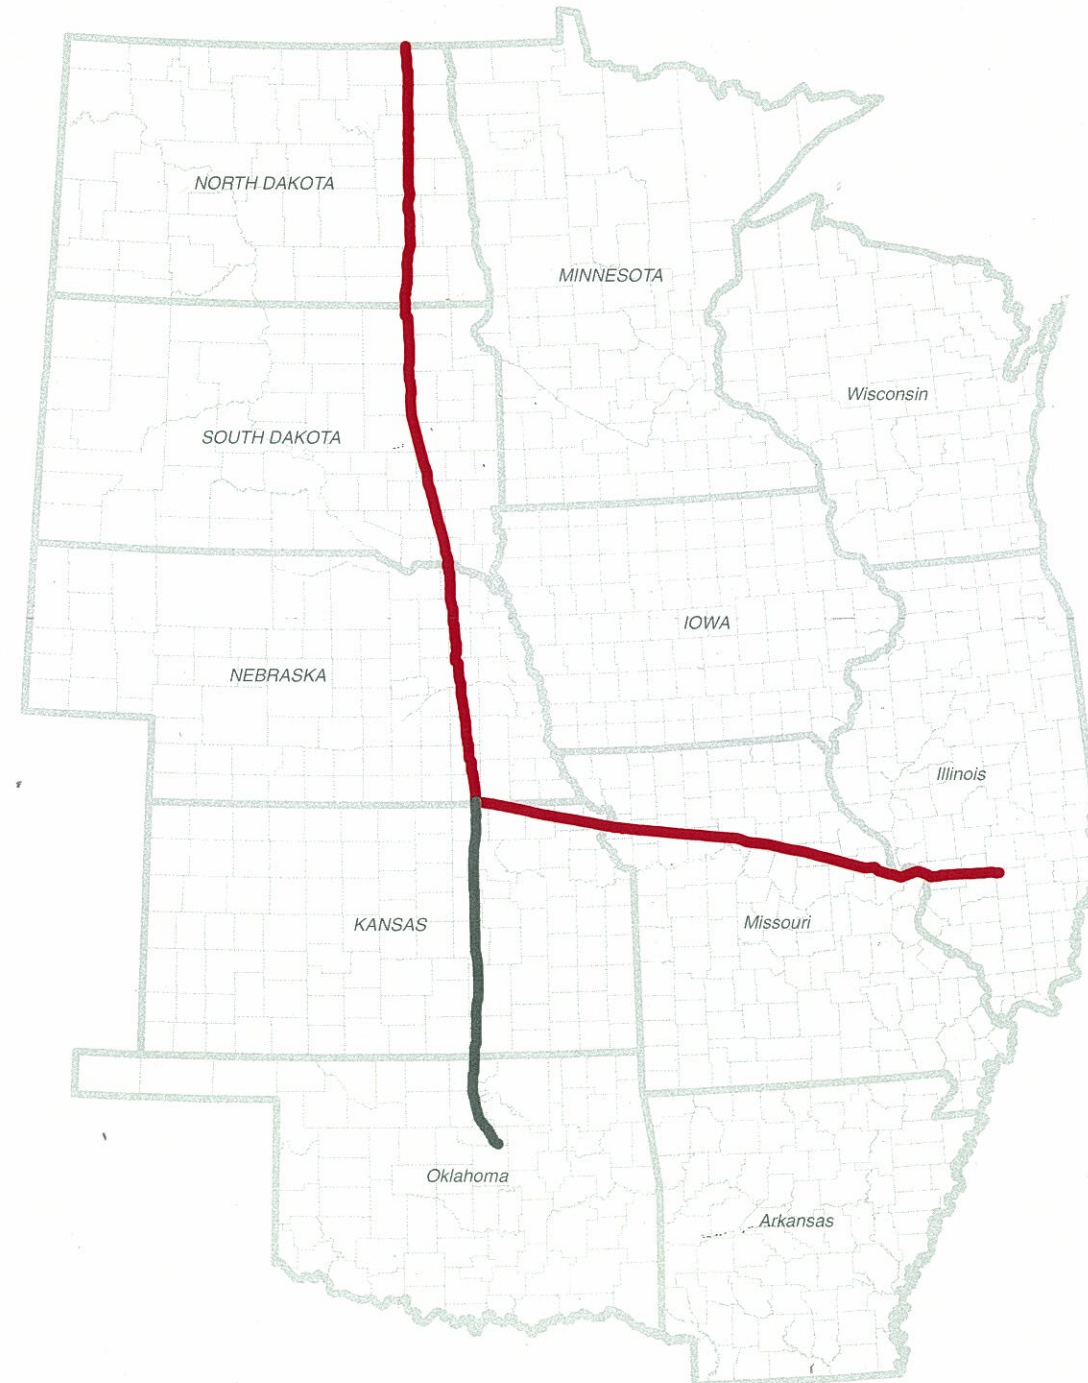 NORTH DAKOTA
MINNESOTA
Wisconsin
SOUTH DAKOTA
IOWA
NEBRASKA
Illinois
KANSAS
Missouri
Oklahoma
Arkansas